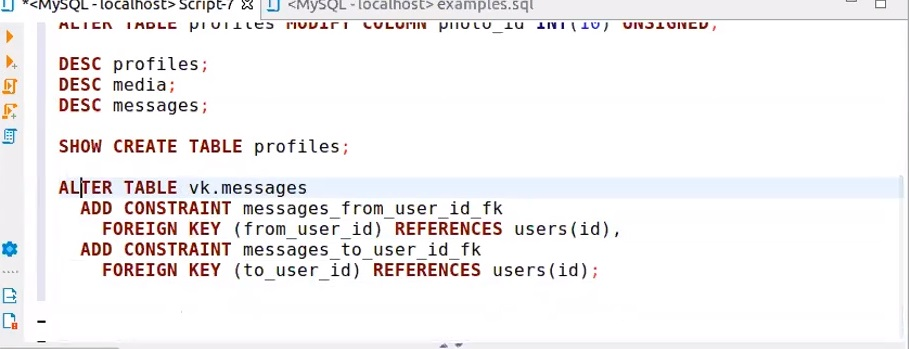 *<MySQL - localhost> Script-7
<MySQL - localhost> examples.sql
ALTER TABLE profiles MODIFY COLUMN photo_id INT(10) UNSIGNED;
DESC profiles;
DESC media;
DESC messages;
SHOW CREATE TABLE profiles;
ALTER TABLE vk.messages
ADD CONSTRAINT messages_from_user_id_fk
FOREIGN KEY (from_user_id) REFERENCES users(id),
ADD CONSTRAINT messages_to_user_id_fk
FOREIGN KEY (to_user_id) REFERENCES users(id);